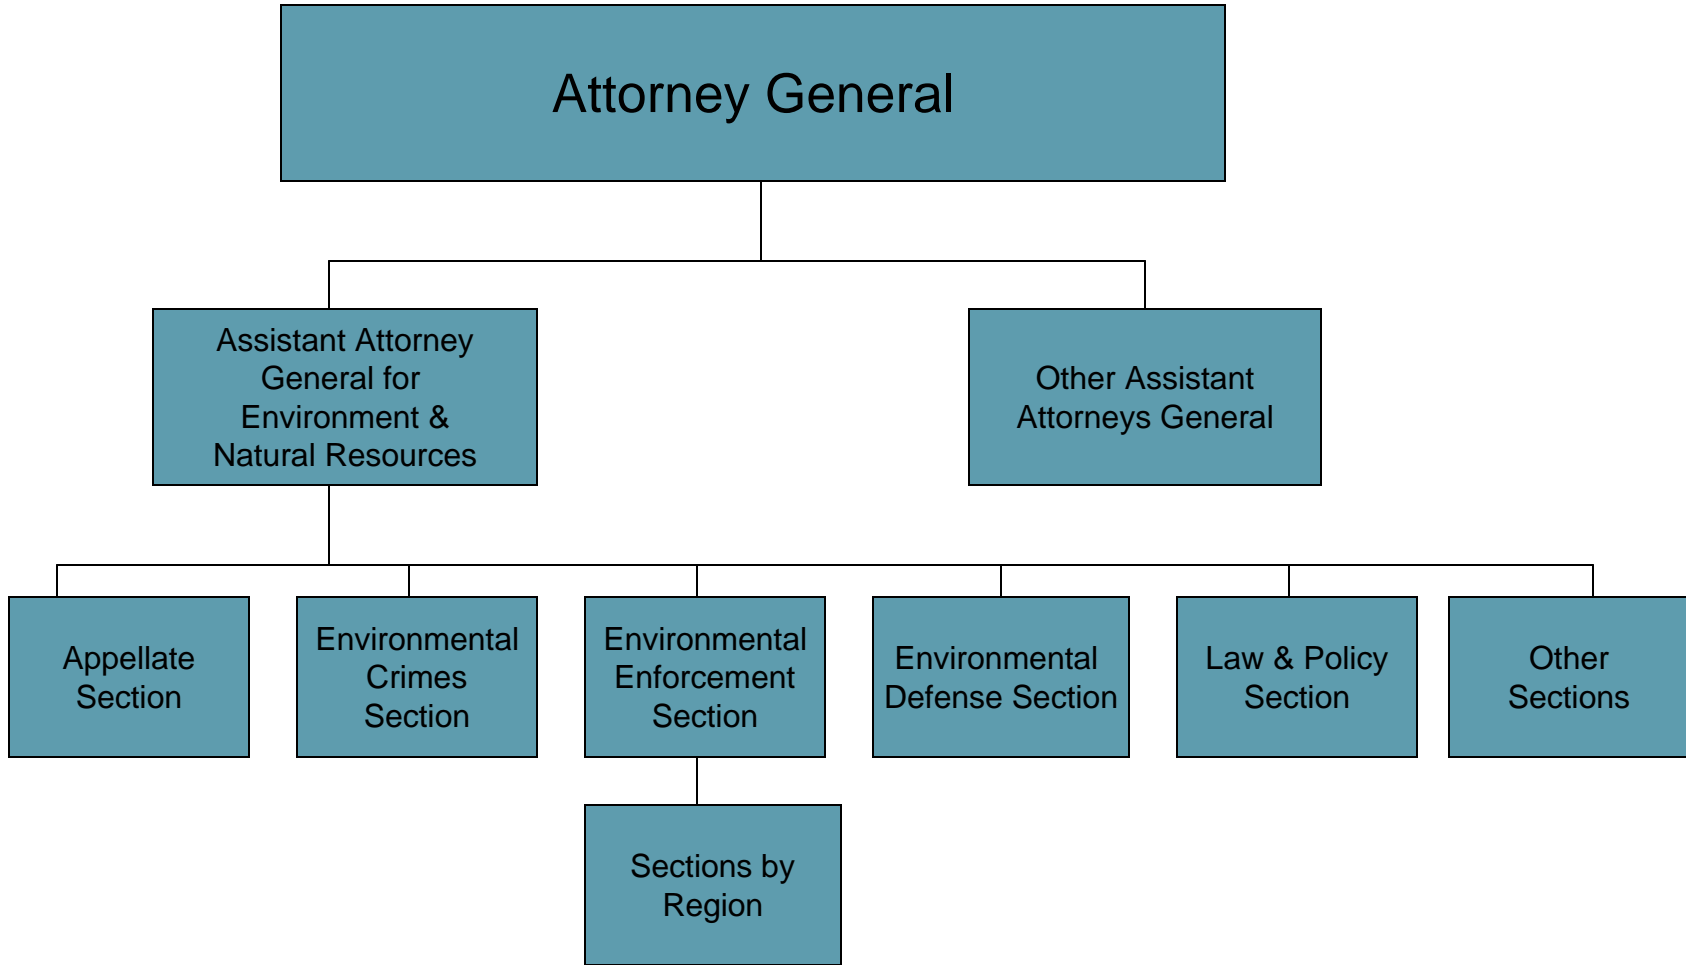 Attorney General
Assistant Attorney
General for
Environment &
Natural Resources
Other Assistant
Attorneys General
Appellate
Section
Environmental
Crimes
Section
Environmental
Enforcement
Section
Environmental
Defense Section
Law & Policy
Section
Other
Sections
Sections by
Region